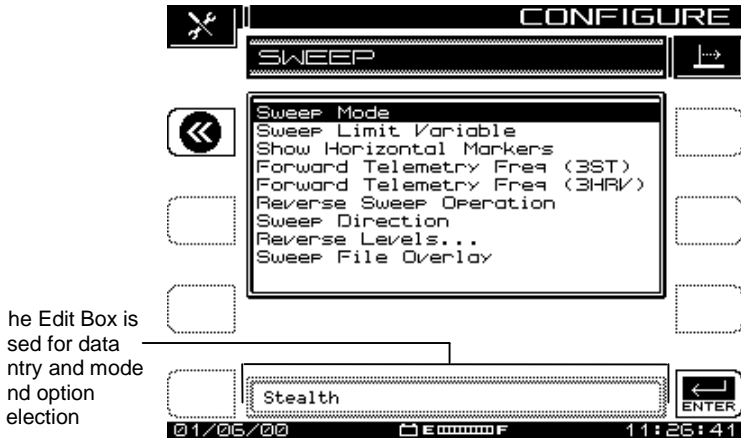 CONFIGURE
SWEEP
Sweep Mode
Sweep Limit Variable
Show Horizontal Markers
Forward Telemetry Freq (3ST)
Forward Telemetry Freq (3HRV)
Reverse Sweep Operation
Sweep Direction
Reverse Levels...
Sweep File Overlay
he Edit Box is
sed for data
ntry and mode
nd option
election
Stealth
ENTER
01/06/00 E F 11:26:41